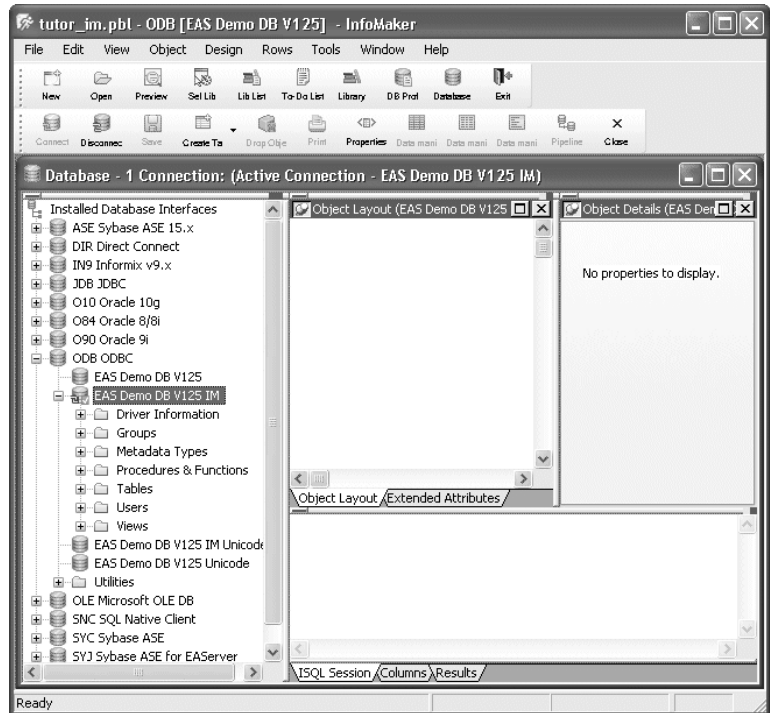 tutor_im.pbl - ODB [EAS Demo DB V125] - InfoMaker
File Edit View Object Design Rows Tools Window Help
New Open Preview Sel Lib Lib List To-Do List Library DB Prof Database Exit
Connect Disconnec Save Create Ta Drop Obje Print Properties Data mani Data mani Data mani Pipeline Close
Database - 1 Connection: (Active Connection - EAS Demo DB V125 IM)
Installed Database Interfaces
ASE Sybase ASE 15.x
DIR Direct Connect
IN9 Informix v9.x
JDB JDBC
O10 Oracle 10g
O84 Oracle 8/8i
O90 Oracle 9i
ODB ODBC
EAS Demo DB V125
EAS Demo DB V125 IM
Driver Information
Groups
Metadata Types
Procedures & Functions
Tables
Users
Views
EAS Demo DB V125 IM Unicode
EAS Demo DB V125 Unicode
Utilities
OLE Microsoft OLE DB
SNC SQL Native Client
SYC Sybase ASE
SYJ Sybase ASE for EAServer
Object Layout (EAS Demo DB V125
Object Layout Extended Attributes
Object Details (EAS Den
No properties to display.
ISQL Session Columns Results
Ready